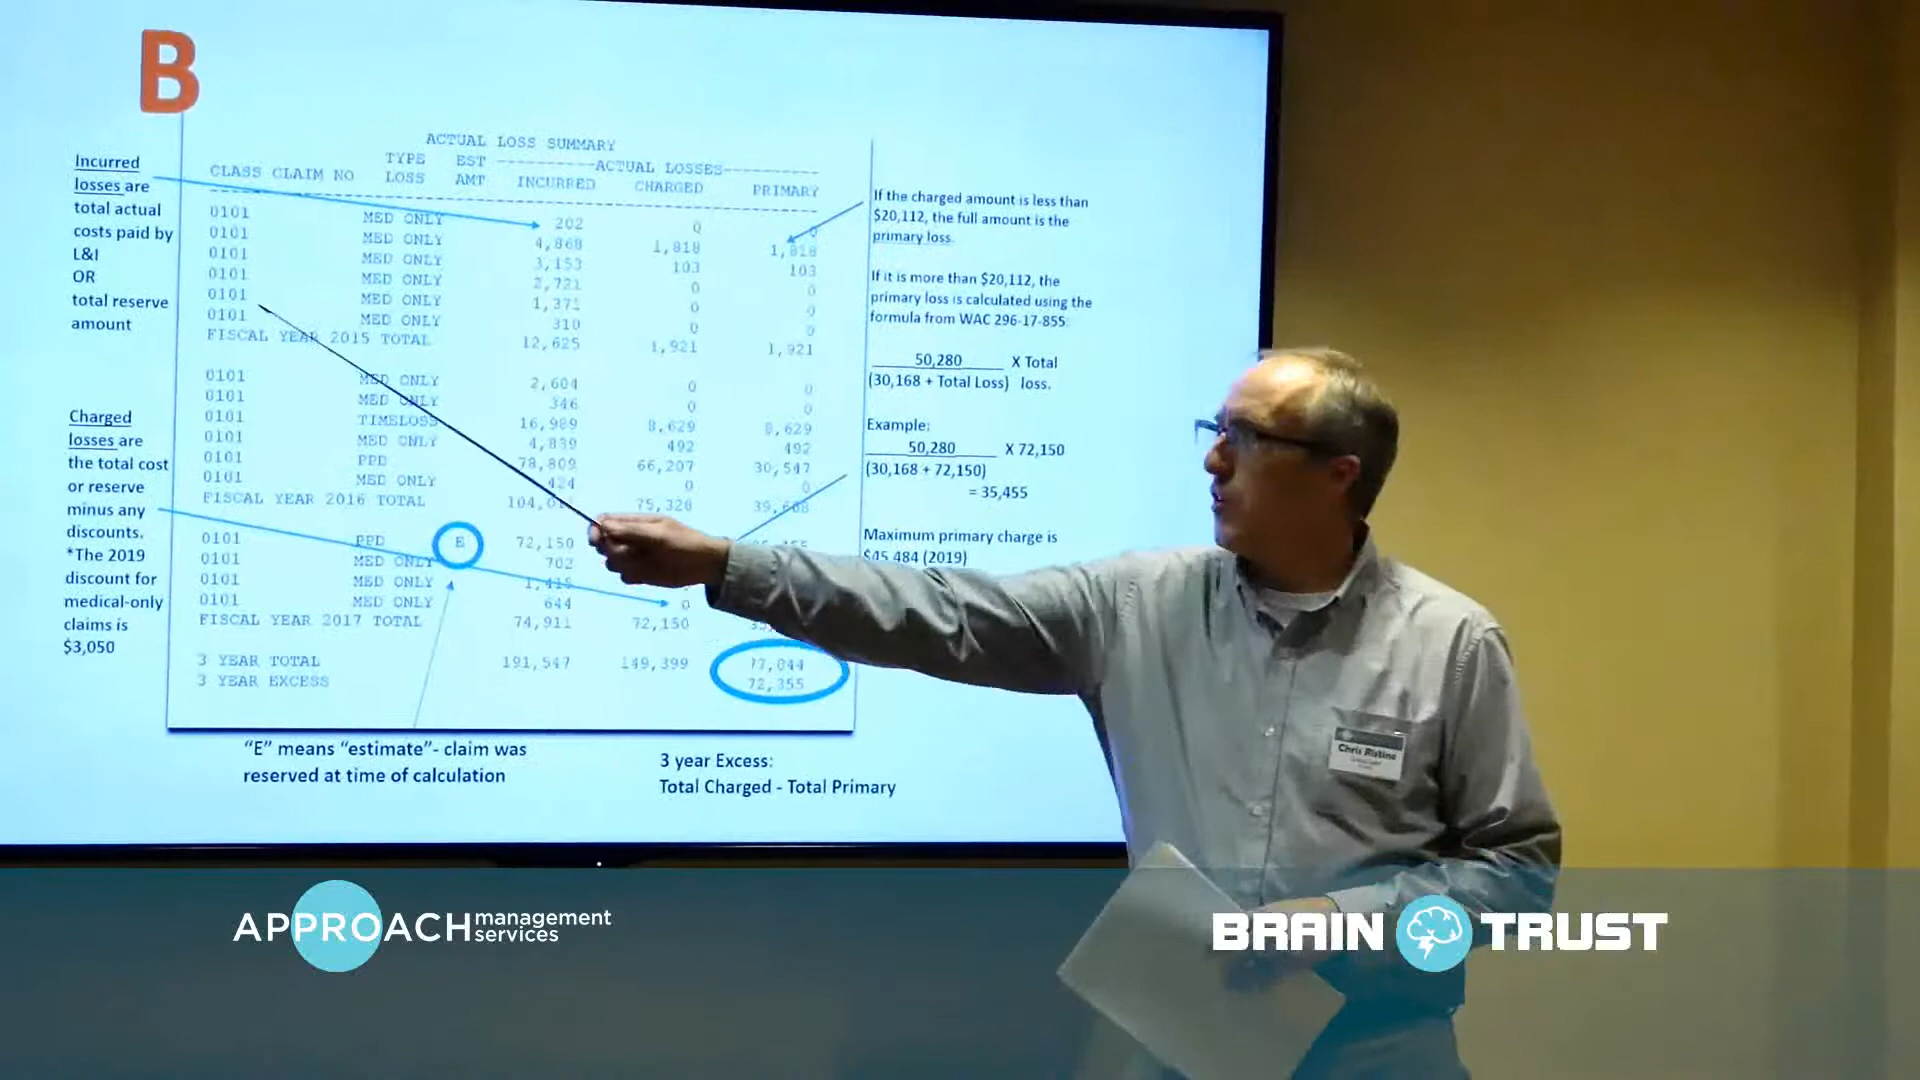 B
ACTUAL LOSS SUMMARY
TYPE EST ----------ACTUAL LOSSES----------
CLASS CLAIM NO LOSS AMT INCURRED CHARGED PRIMARY
0101 MED ONLY 202 0 0
0101 MED ONLY 4,868 1,818 1,818
0101 MED ONLY 3,153 103 103
0101 MED ONLY 2,721 0 0
0101 MED ONLY 1,371 0 0
0101 MED ONLY 310 0 0
FISCAL YEAR 2015 TOTAL 12,625 1,921 1,921
0101 MED ONLY 2,604 0 0
0101 MED ONLY 346 0 0
0101 TIMELOSS 16,989 8,629 8,629
0101 MED ONLY 4,839 492 492
0101 PPD 78,809 66,207 30,547
0101 MED ONLY 424 0 0
FISCAL YEAR 2016 TOTAL 75,328
0101 PPD E 72,150
0101 MED ONLY 702
0101 MED ONLY
0101 MED ONLY 644 0
FISCAL YEAR 2017 TOTAL 74,911 72,150
3 YEAR TOTAL 191,547 149,399 77,044
3 YEAR EXCESS 72,355
Incurred
losses are
total actual
costs paid by
L&I
OR
total reserve
amount
Charged
losses are
the total cost
or reserve
minus any
discounts.
*The 2019
discount for
medical-only
claims is
$3,050
If the charged amount is less than
$20,112, the full amount is the
primary loss.
If it is more than $20,112, the
primary loss is calculated using the
formula from WAC 296-17-855:
50,280 X Total
(30,168 + Total Loss) loss.
Example:
50,280 X 72,150
(30,168 + 72,150)
= 35,455
Maximum primary charge is
$45,484 (2019)
"E" means "estimate"- claim was
reserved at time of calculation
3 year Excess:
Total Charged - Total Primary
Chris Ristine
APPROACH management
services
BRAIN TRUST